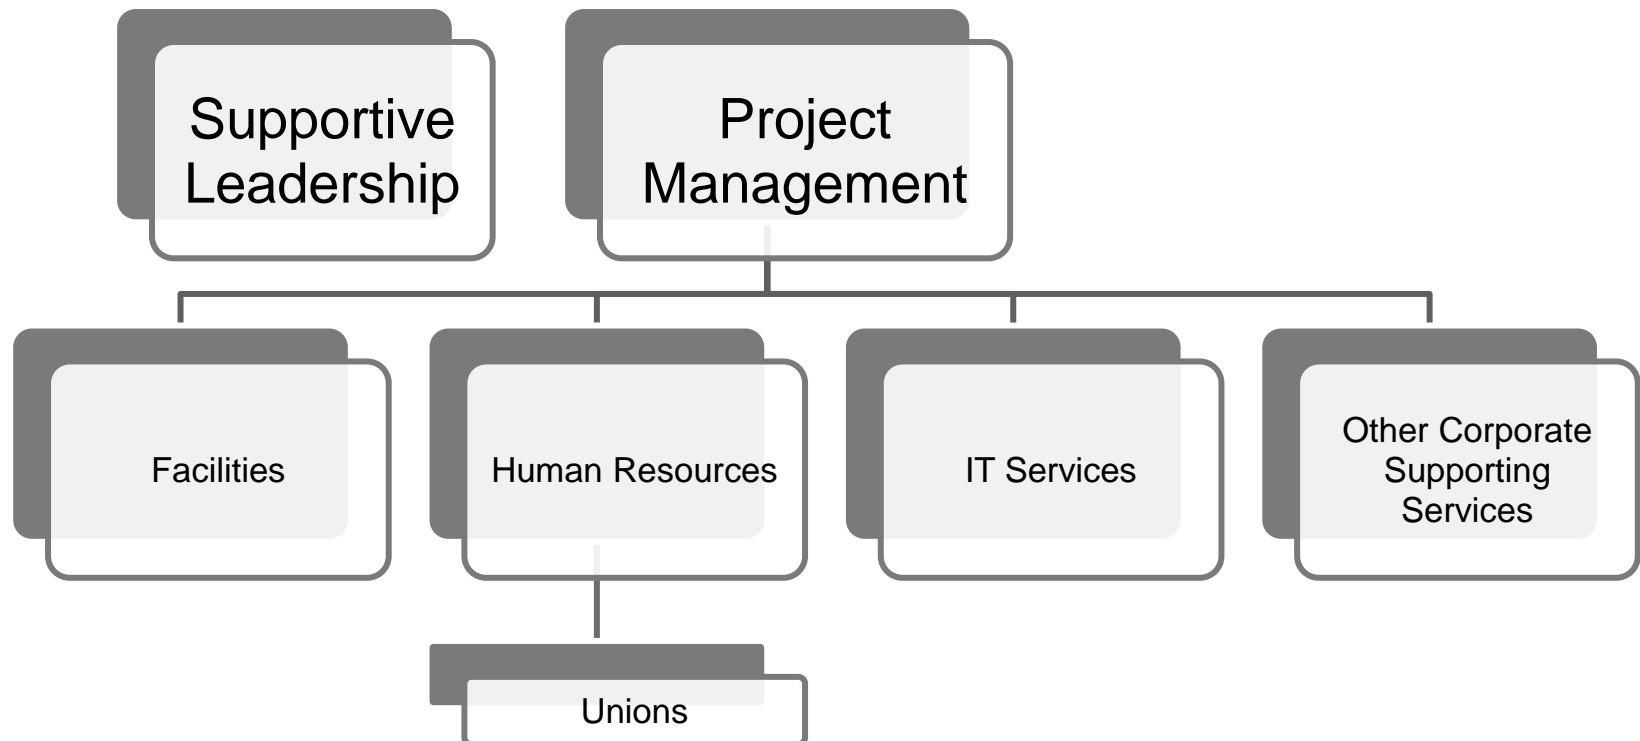 Supportive
Leadership
Project
Management
Facilities
Human Resources
IT Services
Other Corporate
Supporting
Services
Unions